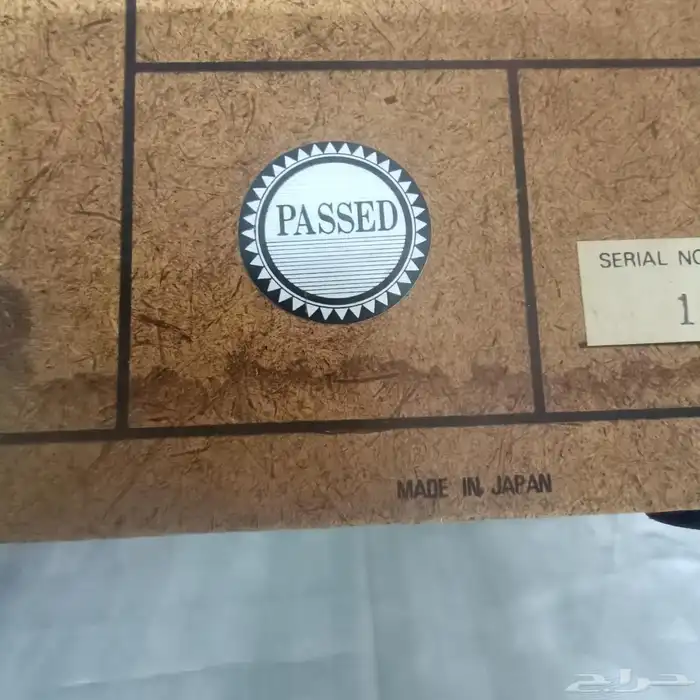 PASSED
SERIAL NO
1
MADE IN JAPAN
حراج